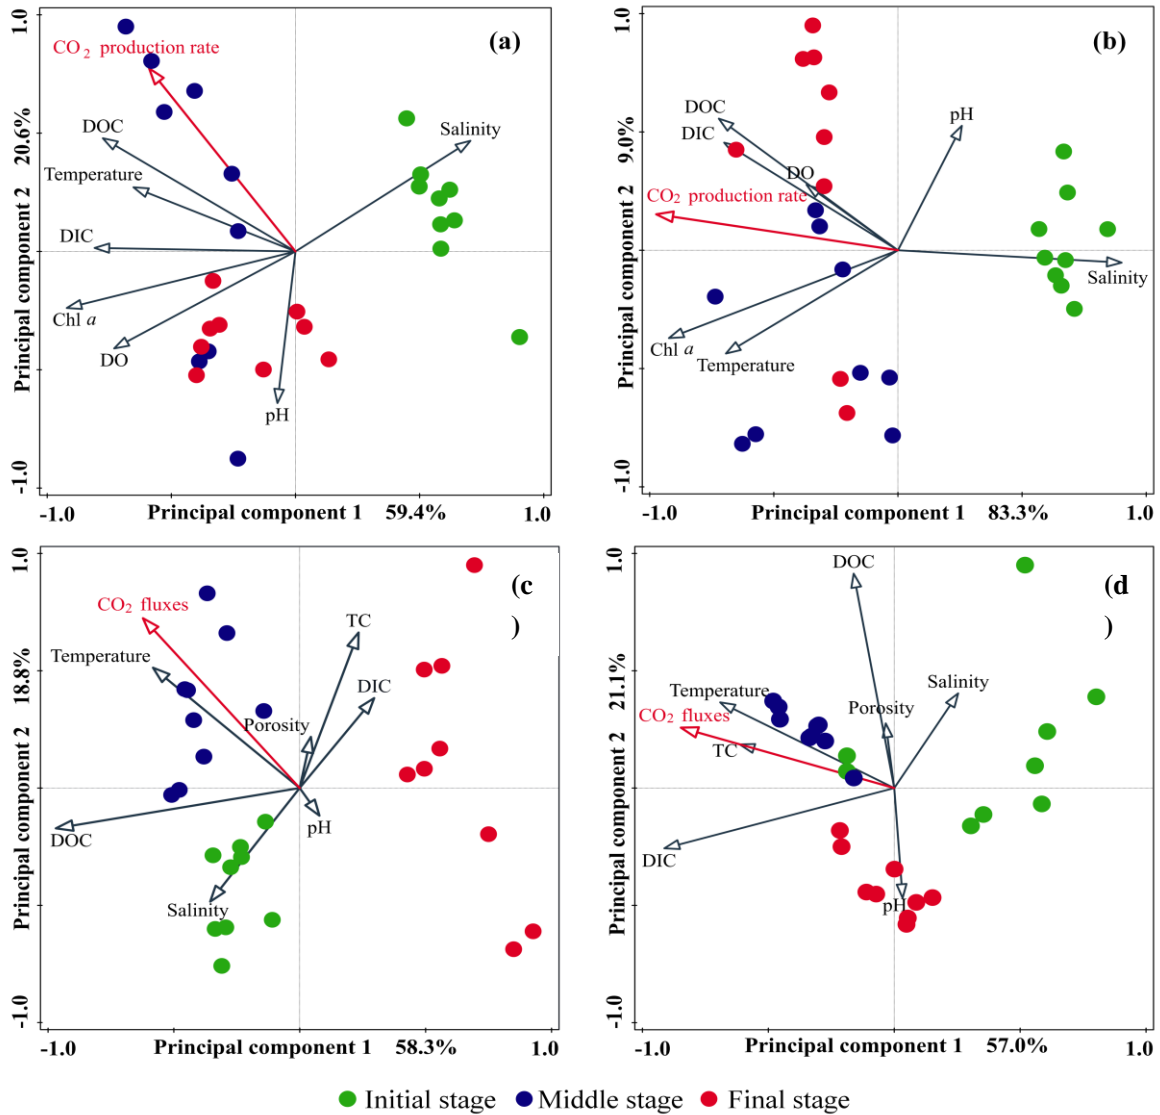 (a)
1.0
CO2 production rate
20.6%
DOC
Salinity
Temperature
DIC
Principal component 2
Chl a
DO
pH
-1.0
-1.0 Principal component 1 59.4% 1.0
(b)
1.0
DOC
pH
DIC
9.0%
DO
CO2 production rate
Principal component 2
Salinity
Chl a
Temperature
-1.0
-1.0 Principal component 1 83.3% 1.0
(c
)
1.0
CO2 fluxes
TC
Temperature
18.8%
DIC
Porosity
Principal component 2
pH
DOC
Salinity
-1.0
-1.0 Principal component 1 58.3% 1.0
(d
)
1.0
DOC
21.1%
Temperature
Salinity
Porosity
CO2 fluxes
TC
Principal component 2
DIC
pH
-1.0
-1.0 Principal component 1 57.0% 1.0
Initial stage Middle stage Final stage